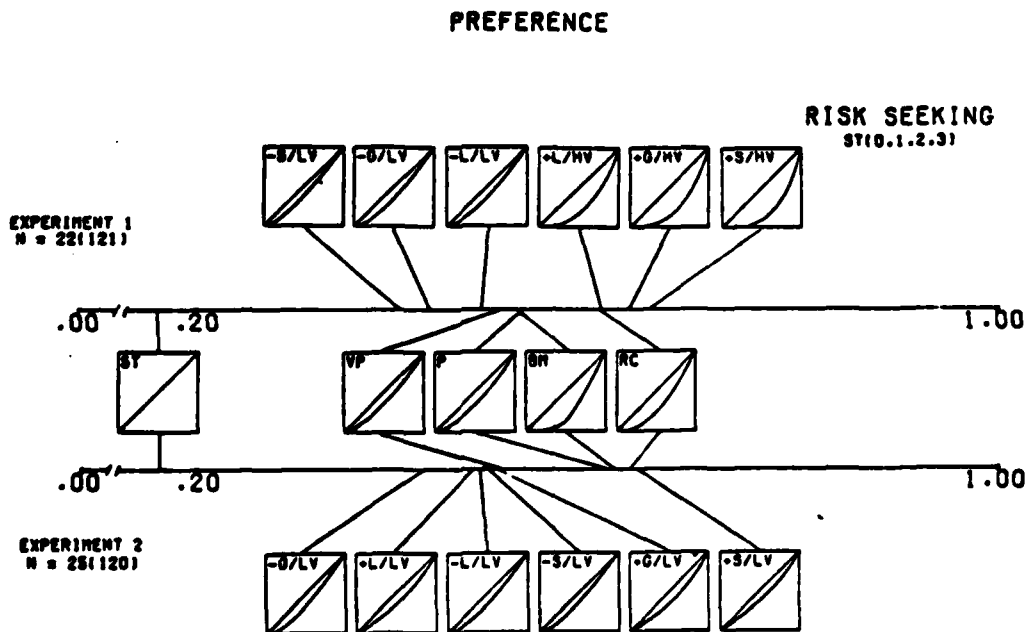 PREFERENCE
RISK SEEKING
ST(0.1.2.3)
-S/LV -G/LV -L/LV +L/HV +G/HV +S/HV
EXPERIMENT 1
N = 22(121)
.00 .20 1.00
ST VP P BM RC
.00 .20 1.00
EXPERIMENT 2
N = 25(120)
-G/LV +L/LV -L/LV -S/LV +G/LV +S/LV